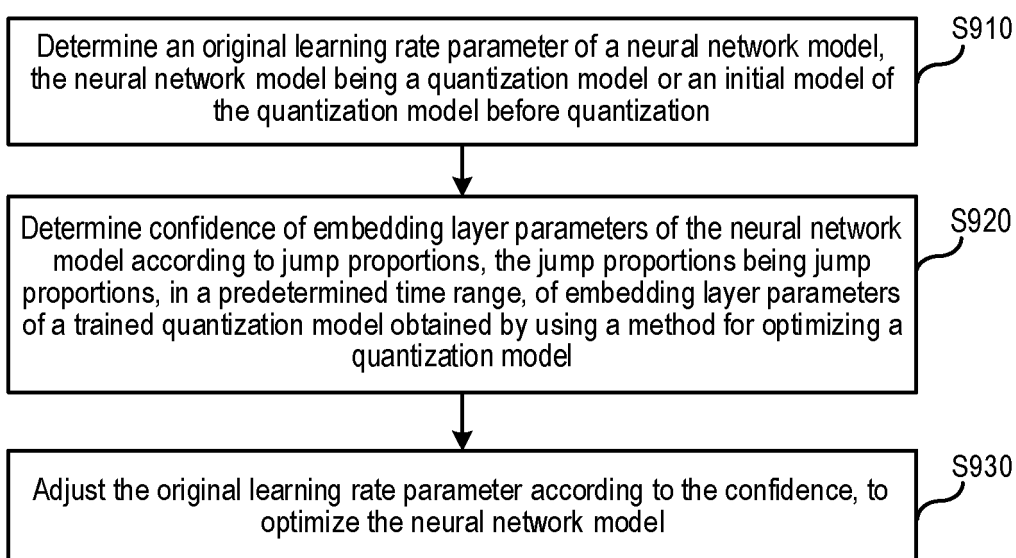 S910
Determine an original learning rate parameter of a neural network model,
the neural network model being a quantization model or an initial model of
the quantization model before quantization
S920
Determine confidence of embedding layer parameters of the neural network
model according to jump proportions, the jump proportions being jump
proportions, in a predetermined time range, of embedding layer parameters
of a trained quantization model obtained by using a method for optimizing a
quantization model
S930
Adjust the original learning rate parameter according to the confidence, to
optimize the neural network model